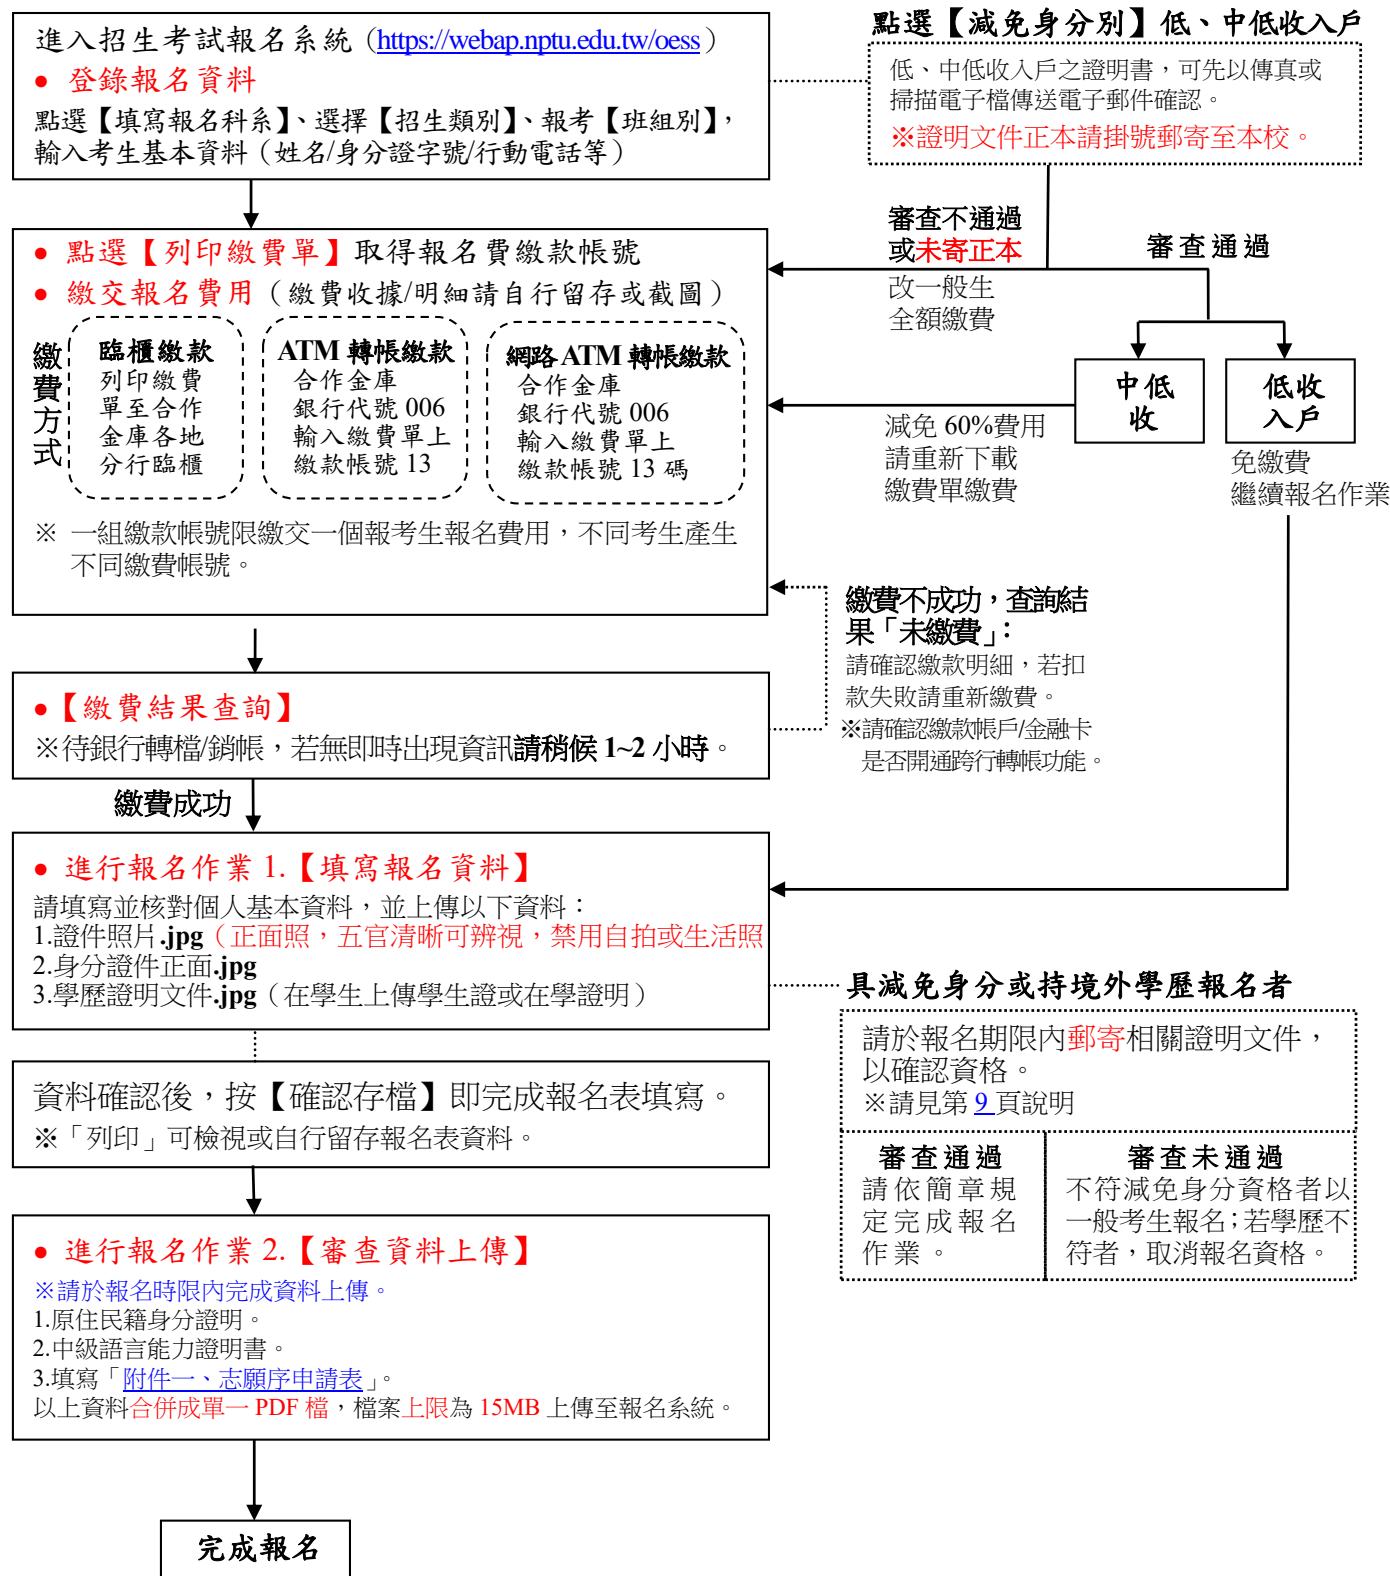 進入招生考試報名系統 (https://webap.nptu.edu.tw/oess)
● 登錄報名資料
點選【填寫報名科系】、選擇【招生類別】、報考【班組別】,
輸入考生基本資料(姓名/身分證字號/行動電話等)
點選【減免身分別】低、中低收入戶
低、中低收入戶之證明書,可先以傳真或
掃描電子檔傳送電子郵件確認。
※證明文件正本請掛號郵寄至本校。
審查不通過
或未寄正本
改一般生
全額繳費
審查通過
中低
收
低收
入戶
減免 60%費用
請重新下載
繳費單繳費
免繳費
繼續報名作業
● 點選【列印繳費單】取得報名費繳款帳號
● 繳交報名費用(繳費收據/明細請自行留存或截圖)
繳費方式
臨櫃繳款
列印繳費
單至合作
金庫各地
分行臨櫃
ATM 轉帳繳款
合作金庫
銀行代號 006
輸入繳費單上
繳款帳號 13
網路 ATM 轉帳繳款
合作金庫
銀行代號 006
輸入繳費單上
繳款帳號 13 碼
※ 一組繳款帳號限繳交一個報考生報名費用,不同考生產生
不同繳費帳號。
繳費不成功,查詢結
果「未繳費」:
請確認繳款明細,若扣
款失敗請重新繳費。
※請確認繳款帳戶/金融卡
是否開通跨行轉帳功能。
●【繳費結果查詢】
※待銀行轉檔/銷帳,若無即時出現資訊請稍候 1~2 小時。
繳費成功
● 進行報名作業 1.【填寫報名資料】
請填寫並核對個人基本資料,並上傳以下資料:
1.證件照片.jpg(正面照,五官清晰可辨視,禁用自拍或生活照
2.身分證件正面.jpg
3.學歷證明文件.jpg(在學生上傳學生證或在學證明)
具減免身分或持境外學歷報名者
請於報名期限內郵寄相關證明文件,
以確認資格。
※請見第 9 頁說明
審查通過
請依簡章規
定完成報名
作業。
審查未通過
不符減免身分資格者以
一般考生報名;若學歷不
符者,取消報名資格。
資料確認後,按【確認存檔】即完成報名表填寫。
※「列印」可檢視或自行留存報名表資料。
● 進行報名作業 2.【審查資料上傳】
※請於報名時限內完成資料上傳。
1.原住民籍身分證明。
2.中級語言能力證明書。
3.填寫「附件一、志願序申請表」。
以上資料合併成單一 PDF 檔,檔案上限為 15MB 上傳至報名系統。
完成報名